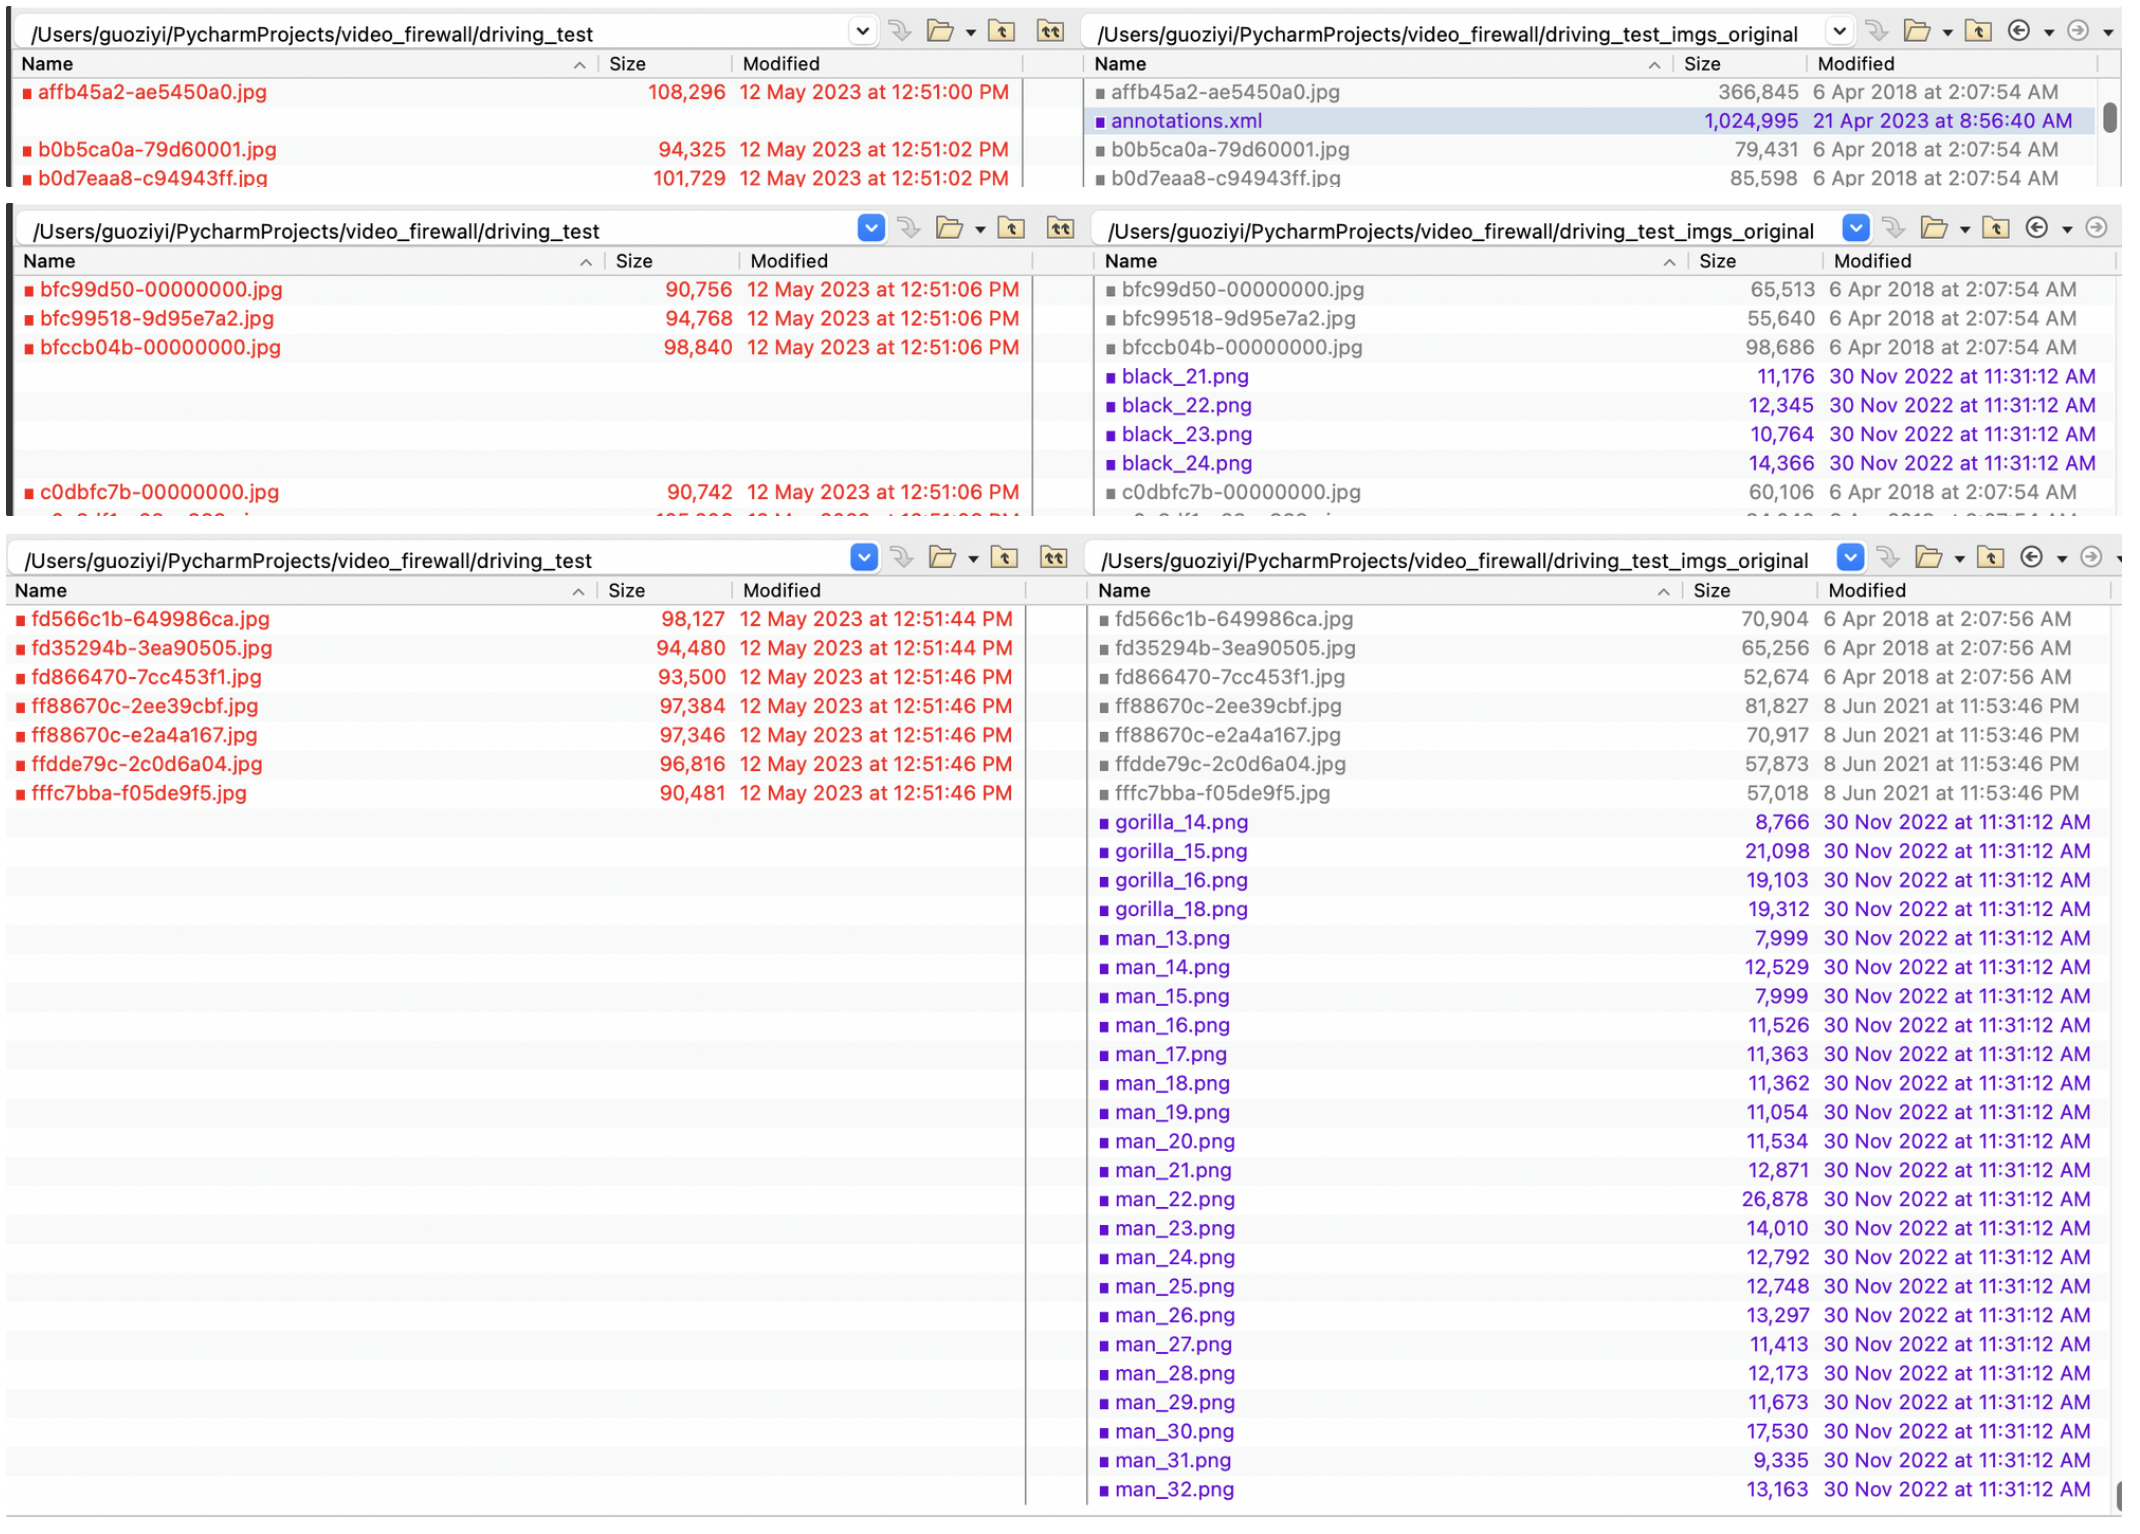 /Users/guoziyi/PycharmProjects/video_firewall/driving_test /Users/guoziyi/PycharmProjects/video_firewall/driving_test_imgs_original
Name Size Modified Name Size Modified
affb45a2-ae5450a0.jpg 108,296 12 May 2023 at 12:51:00 PM affb45a2-ae5450a0.jpg 366,845 6 Apr 2018 at 2:07:54 AM
annotations.xml 1,024,995 21 Apr 2023 at 8:56:40 AM
b0b5ca0a-79d60001.jpg 94,325 12 May 2023 at 12:51:02 PM b0b5ca0a-79d60001.jpg 79,431 6 Apr 2018 at 2:07:54 AM
b0d7eaa8-c94943ff.jpg 101,729 12 May 2023 at 12:51:02 PM b0d7eaa8-c94943ff.jpg 85,598 6 Apr 2018 at 2:07:54 AM
/Users/guoziyi/PycharmProjects/video_firewall/driving_test /Users/guoziyi/PycharmProjects/video_firewall/driving_test_imgs_original
Name Size Modified Name Size Modified
bfc99d50-00000000.jpg 90,756 12 May 2023 at 12:51:06 PM bfc99d50-00000000.jpg 65,513 6 Apr 2018 at 2:07:54 AM
bfc99518-9d95e7a2.jpg 94,768 12 May 2023 at 12:51:06 PM bfc99518-9d95e7a2.jpg 55,640 6 Apr 2018 at 2:07:54 AM
bfccb04b-00000000.jpg 98,840 12 May 2023 at 12:51:06 PM bfccb04b-00000000.jpg 98,686 6 Apr 2018 at 2:07:54 AM
black_21.png 11,176 30 Nov 2022 at 11:31:12 AM
black_22.png 12,345 30 Nov 2022 at 11:31:12 AM
black_23.png 10,764 30 Nov 2022 at 11:31:12 AM
black_24.png 14,366 30 Nov 2022 at 11:31:12 AM
c0dbfc7b-00000000.jpg 90,742 12 May 2023 at 12:51:06 PM c0dbfc7b-00000000.jpg 60,106 6 Apr 2018 at 2:07:54 AM
/Users/guoziyi/PycharmProjects/video_firewall/driving_test /Users/guoziyi/PycharmProjects/video_firewall/driving_test_imgs_original
Name Size Modified Name Size Modified
fd566c1b-649986ca.jpg 98,127 12 May 2023 at 12:51:44 PM fd566c1b-649986ca.jpg 70,904 6 Apr 2018 at 2:07:56 AM
fd35294b-3ea90505.jpg 94,480 12 May 2023 at 12:51:44 PM fd35294b-3ea90505.jpg 65,256 6 Apr 2018 at 2:07:56 AM
fd866470-7cc453f1.jpg 93,500 12 May 2023 at 12:51:44 PM fd866470-7cc453f1.jpg 52,674 6 Apr 2018 at 2:07:56 AM
ff88670c-2ee39cbf.jpg 97,384 12 May 2023 at 12:51:46 PM ff88670c-2ee39cbf.jpg 81,827 8 Jun 2021 at 11:53:46 PM
ff88670c-e2a4a167.jpg 97,346 12 May 2023 at 12:51:46 PM ff88670c-e2a4a167.jpg 70,917 8 Jun 2021 at 11:53:46 PM
ffdde79c-2c0d6a04.jpg 96,816 12 May 2023 at 12:51:46 PM ffdde79c-2c0d6a04.jpg 57,873 8 Jun 2021 at 11:53:46 PM
fffc7bba-f05de9f5.jpg 90,481 12 May 2023 at 12:51:46 PM fffc7bba-f05de9f5.jpg 57,018 8 Jun 2021 at 11:53:46 PM
gorilla_14.png 8,766 30 Nov 2022 at 11:31:12 AM
gorilla_15.png 21,098 30 Nov 2022 at 11:31:12 AM
gorilla_16.png 19,103 30 Nov 2022 at 11:31:12 AM
gorilla_18.png 19,312 30 Nov 2022 at 11:31:12 AM
man_13.png 7,999 30 Nov 2022 at 11:31:12 AM
man_14.png 12,529 30 Nov 2022 at 11:31:12 AM
man_15.png 7,999 30 Nov 2022 at 11:31:12 AM
man_16.png 11,526 30 Nov 2022 at 11:31:12 AM
man_17.png 11,363 30 Nov 2022 at 11:31:12 AM
man_18.png 11,362 30 Nov 2022 at 11:31:12 AM
man_19.png 11,054 30 Nov 2022 at 11:31:12 AM
man_20.png 11,534 30 Nov 2022 at 11:31:12 AM
man_21.png 12,871 30 Nov 2022 at 11:31:12 AM
man_22.png 26,878 30 Nov 2022 at 11:31:12 AM
man_23.png 14,010 30 Nov 2022 at 11:31:12 AM
man_24.png 12,792 30 Nov 2022 at 11:31:12 AM
man_25.png 12,748 30 Nov 2022 at 11:31:12 AM
man_26.png 13,297 30 Nov 2022 at 11:31:12 AM
man_27.png 11,413 30 Nov 2022 at 11:31:12 AM
man_28.png 12,173 30 Nov 2022 at 11:31:12 AM
man_29.png 11,673 30 Nov 2022 at 11:31:12 AM
man_30.png 17,530 30 Nov 2022 at 11:31:12 AM
man_31.png 9,335 30 Nov 2022 at 11:31:12 AM
man_32.png 13,163 30 Nov 2022 at 11:31:12 AM